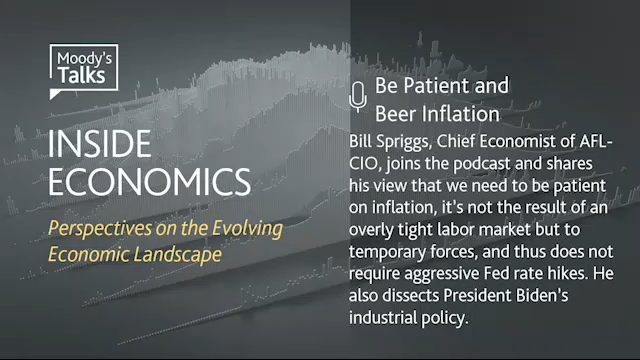 Moody's
Talks
INSIDE
ECONOMICS
Perspectives on the Evolving
Economic Landscape
Be Patient and
Beer Inflation
Bill Spriggs, Chief Economist of AFL-
CIO, joins the podcast and shares
his view that we need to be patient
on inflation, it's not the result of an
overly tight labor market but to
temporary forces, and thus does not
require aggressive Fed rate hikes. He
also dissects President Biden's
industrial policy.